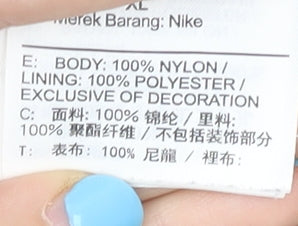 XL
Merek Barang: Nike
E: BODY: 100% NYLON /
LINING: 100% POLYESTER /
EXCLUSIVE OF DECORATION
C: 面料: 100% 锦纶 / 里料:
100% 聚酯纤维 / 不包括装饰部分
T: 表布: 100% 尼龍 / 裡布: